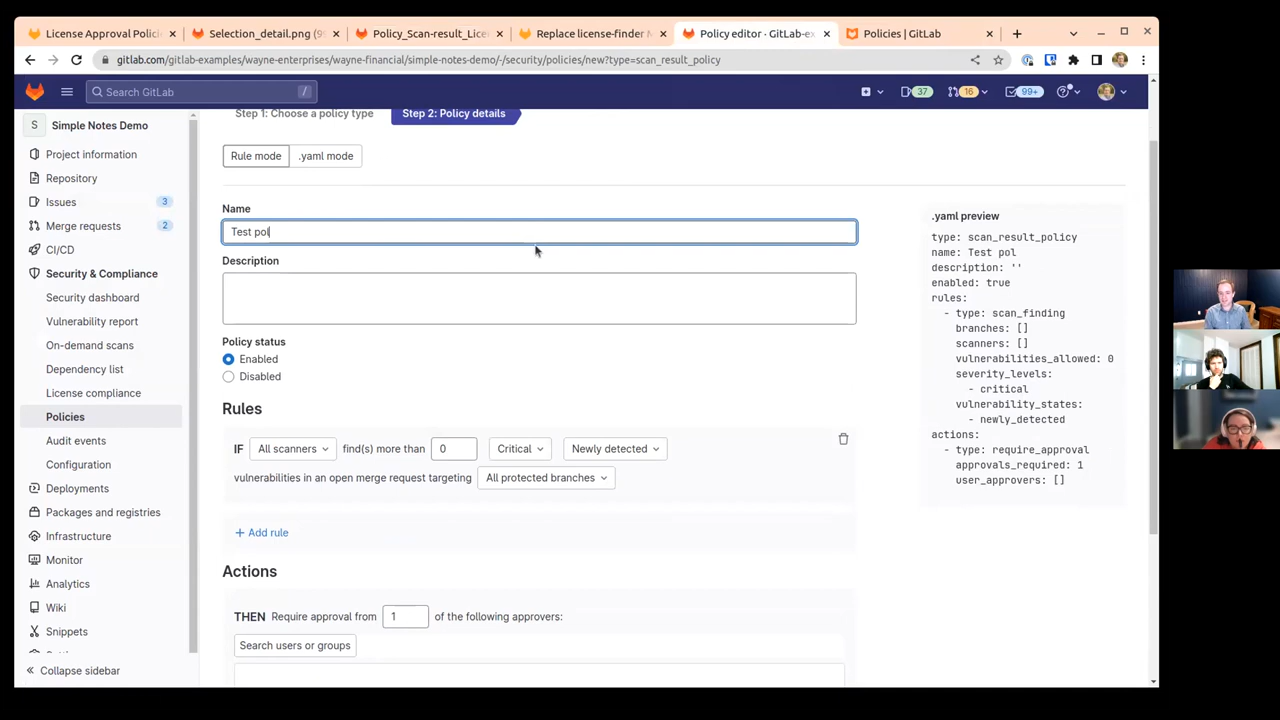 License Approval Polici
Selection_detail.png (9
Policy_Scan-result_Lice
Replace license-finder M
Policy editor · GitLab-ex
Policies | GitLab
gitlab.com/gitlab-examples/wayne-enterprises/wayne-financial/simple-notes-demo/-/security/policies/new?type=scan_result_policy
Search GitLab
/
37
16
99+
S
Simple Notes Demo
Project information
Repository
Issues
3
Merge requests
2
CI/CD
Security & Compliance
Security dashboard
Vulnerability report
On-demand scans
Dependency list
License compliance
Policies
Audit events
Configuration
Deployments
Packages and registries
Infrastructure
Monitor
Analytics
Wiki
Snippets
Collapse sidebar
Step 1: Choose a policy type
Step 2: Policy details
Rule mode
.yaml mode
Name
Test pol
Description
Policy status
Enabled
Disabled
Rules
IF All scanners find(s) more than 0 Critical Newly detected
vulnerabilities in an open merge request targeting All protected branches
+ Add rule
Actions
THEN Require approval from 1 of the following approvers:
Search users or groups
.yaml preview
type: scan_result_policy
name: Test pol
description: ''
enabled: true
rules:
- type: scan_finding
branches: []
scanners: []
vulnerabilities_allowed: 0
severity_levels:
- critical
vulnerability_states:
- newly_detected
actions:
- type: require_approval
approvals_required: 1
user_approvers: []